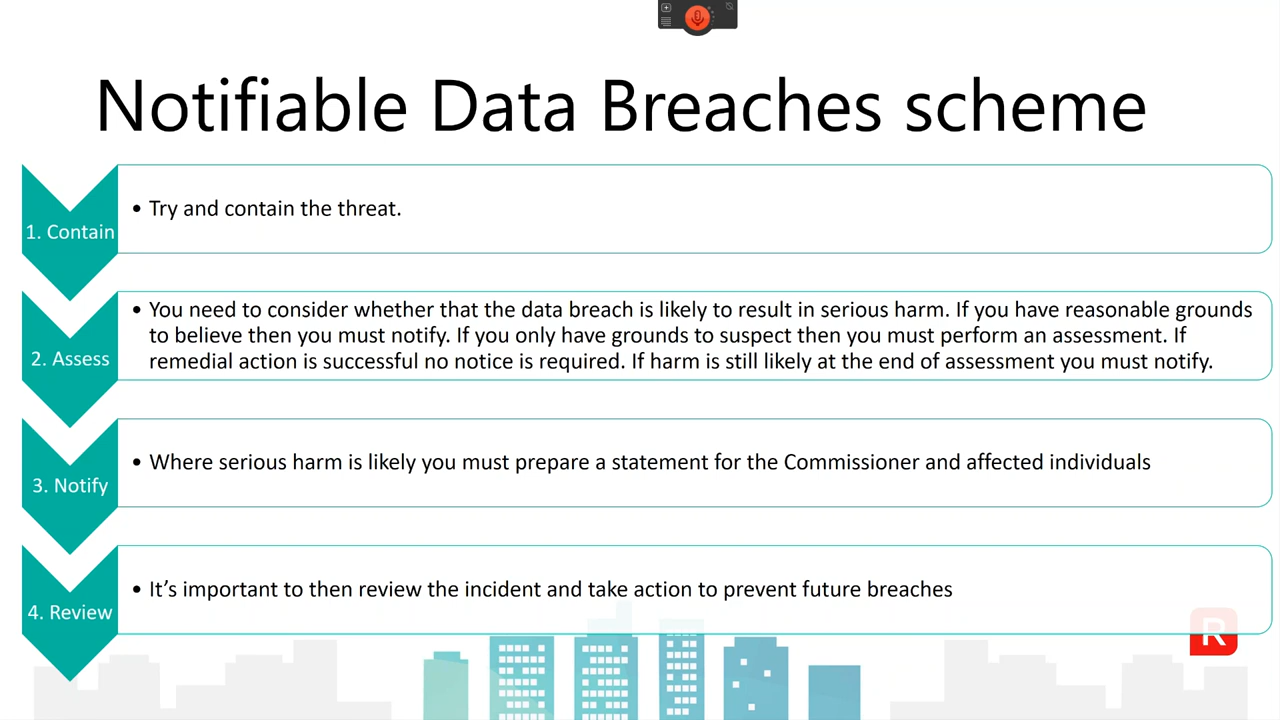 Notifiable Data Breaches scheme
1. Contain
• Try and contain the threat.
2. Assess
• You need to consider whether that the data breach is likely to result in serious harm. If you have reasonable grounds
to believe then you must notify. If you only have grounds to suspect then you must perform an assessment. If
remedial action is successful no notice is required. If harm is still likely at the end of assessment you must notify.
3. Notify
• Where serious harm is likely you must prepare a statement for the Commissioner and affected individuals
4. Review
• It’s important to then review the incident and take action to prevent future breaches
R